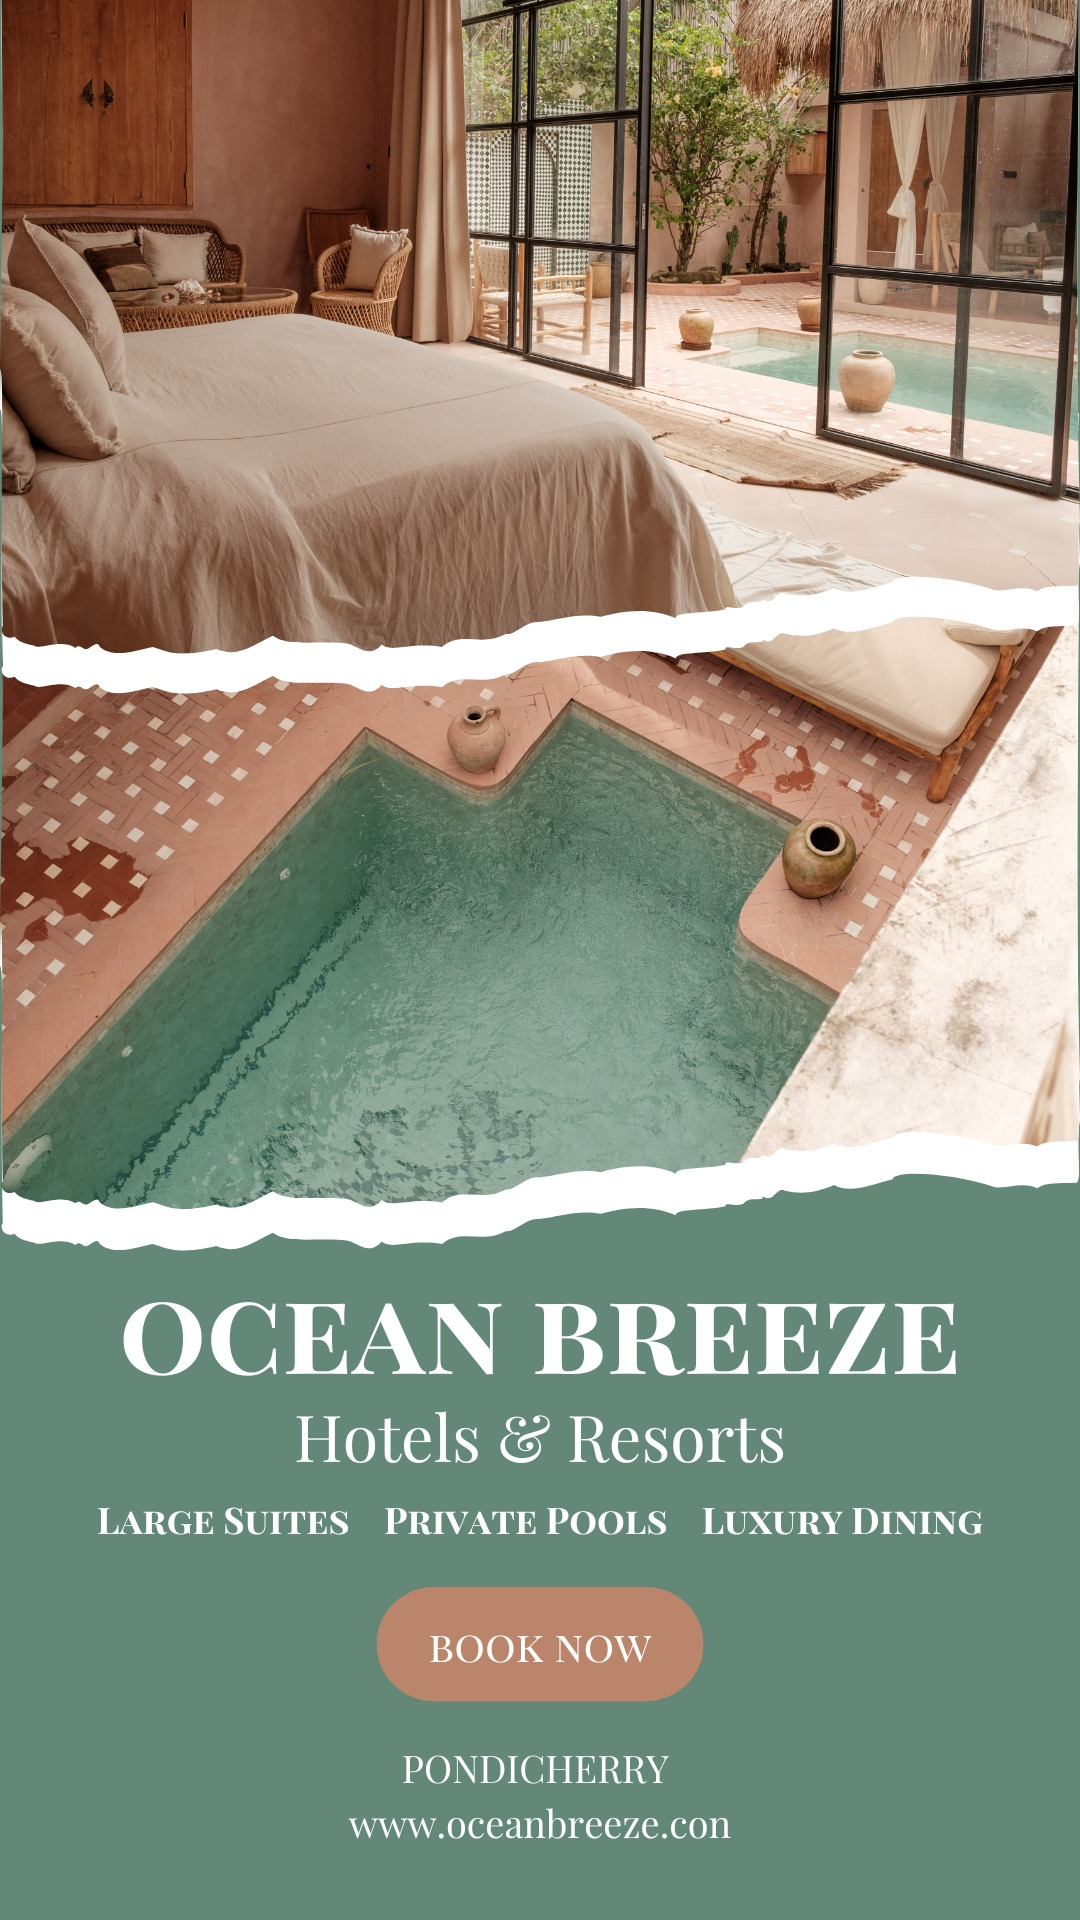 OCEAN BREEZE
Hotels & Resorts
LARGE SUITES PRIVATE POOLS LUXURY DINING
BOOK NOW
PONDICHERRY
www.oceanbreeze.con